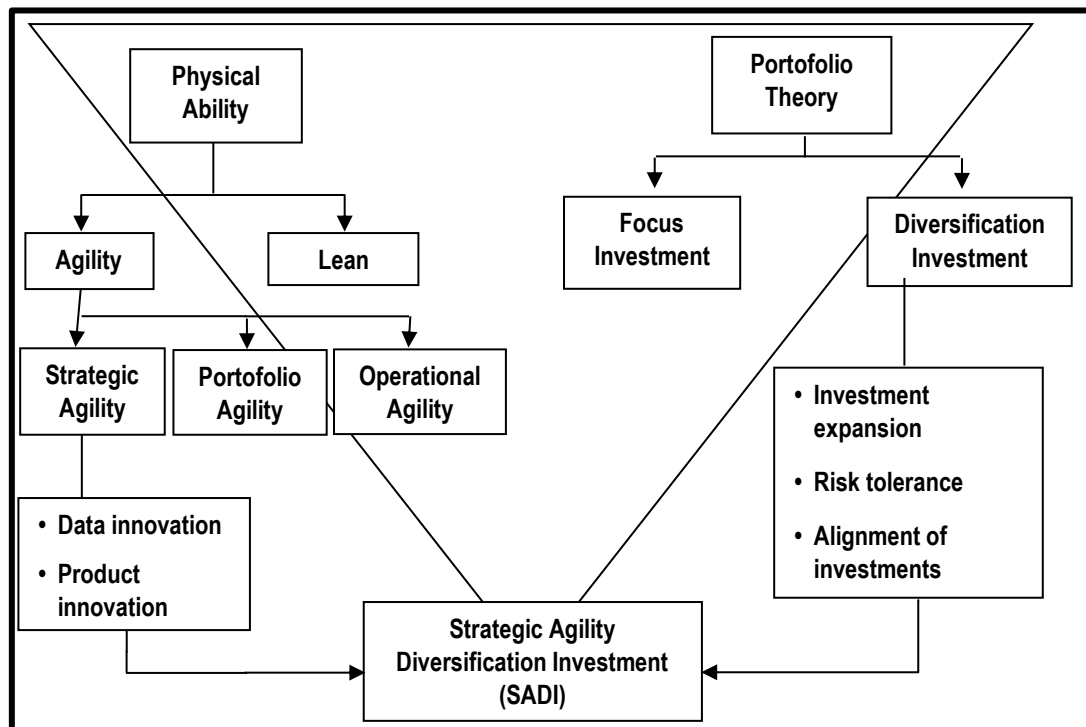 Physical
Ability
Portofolio
Theory
Agility
Lean
Focus
Investment
Diversification
Investment
Strategic
Agility
Portofolio
Agility
Operational
Agility
• Investment
expansion
• Risk tolerance
• Alignment of
investments
• Data innovation
• Product
innovation
Strategic Agility
Diversification Investment
(SADI)